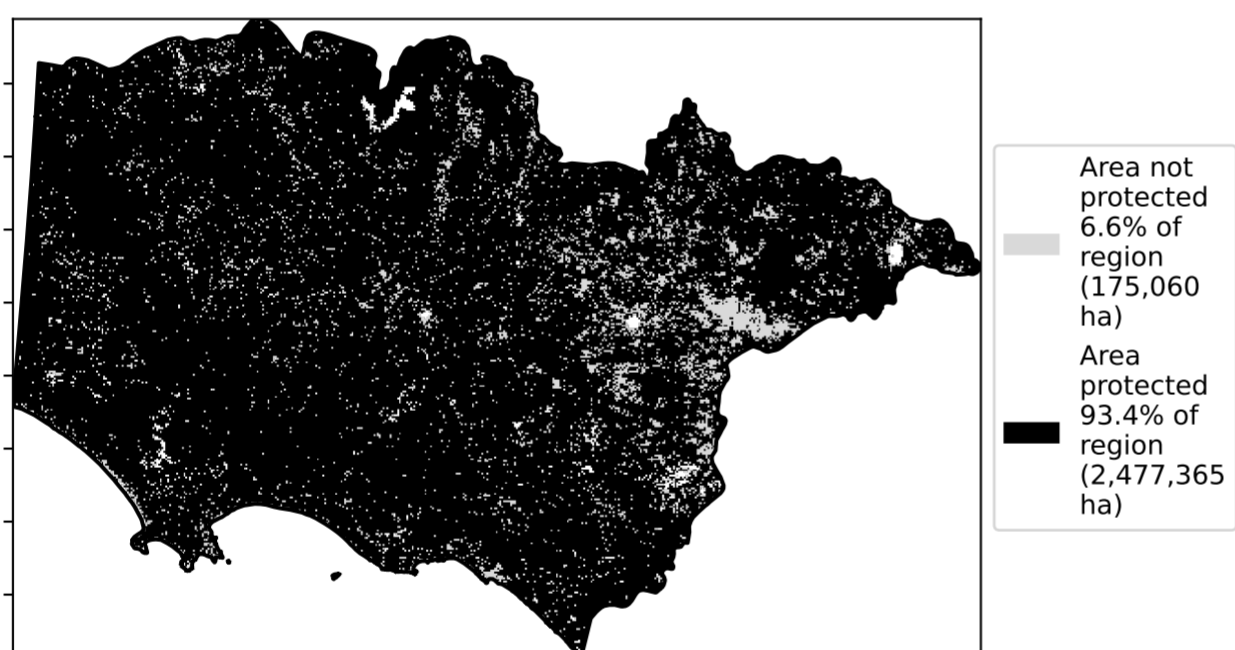 Area not
protected
6.6% of
region
(175,060
ha)
Area
protected
93.4% of
region
(2,477,365
ha)